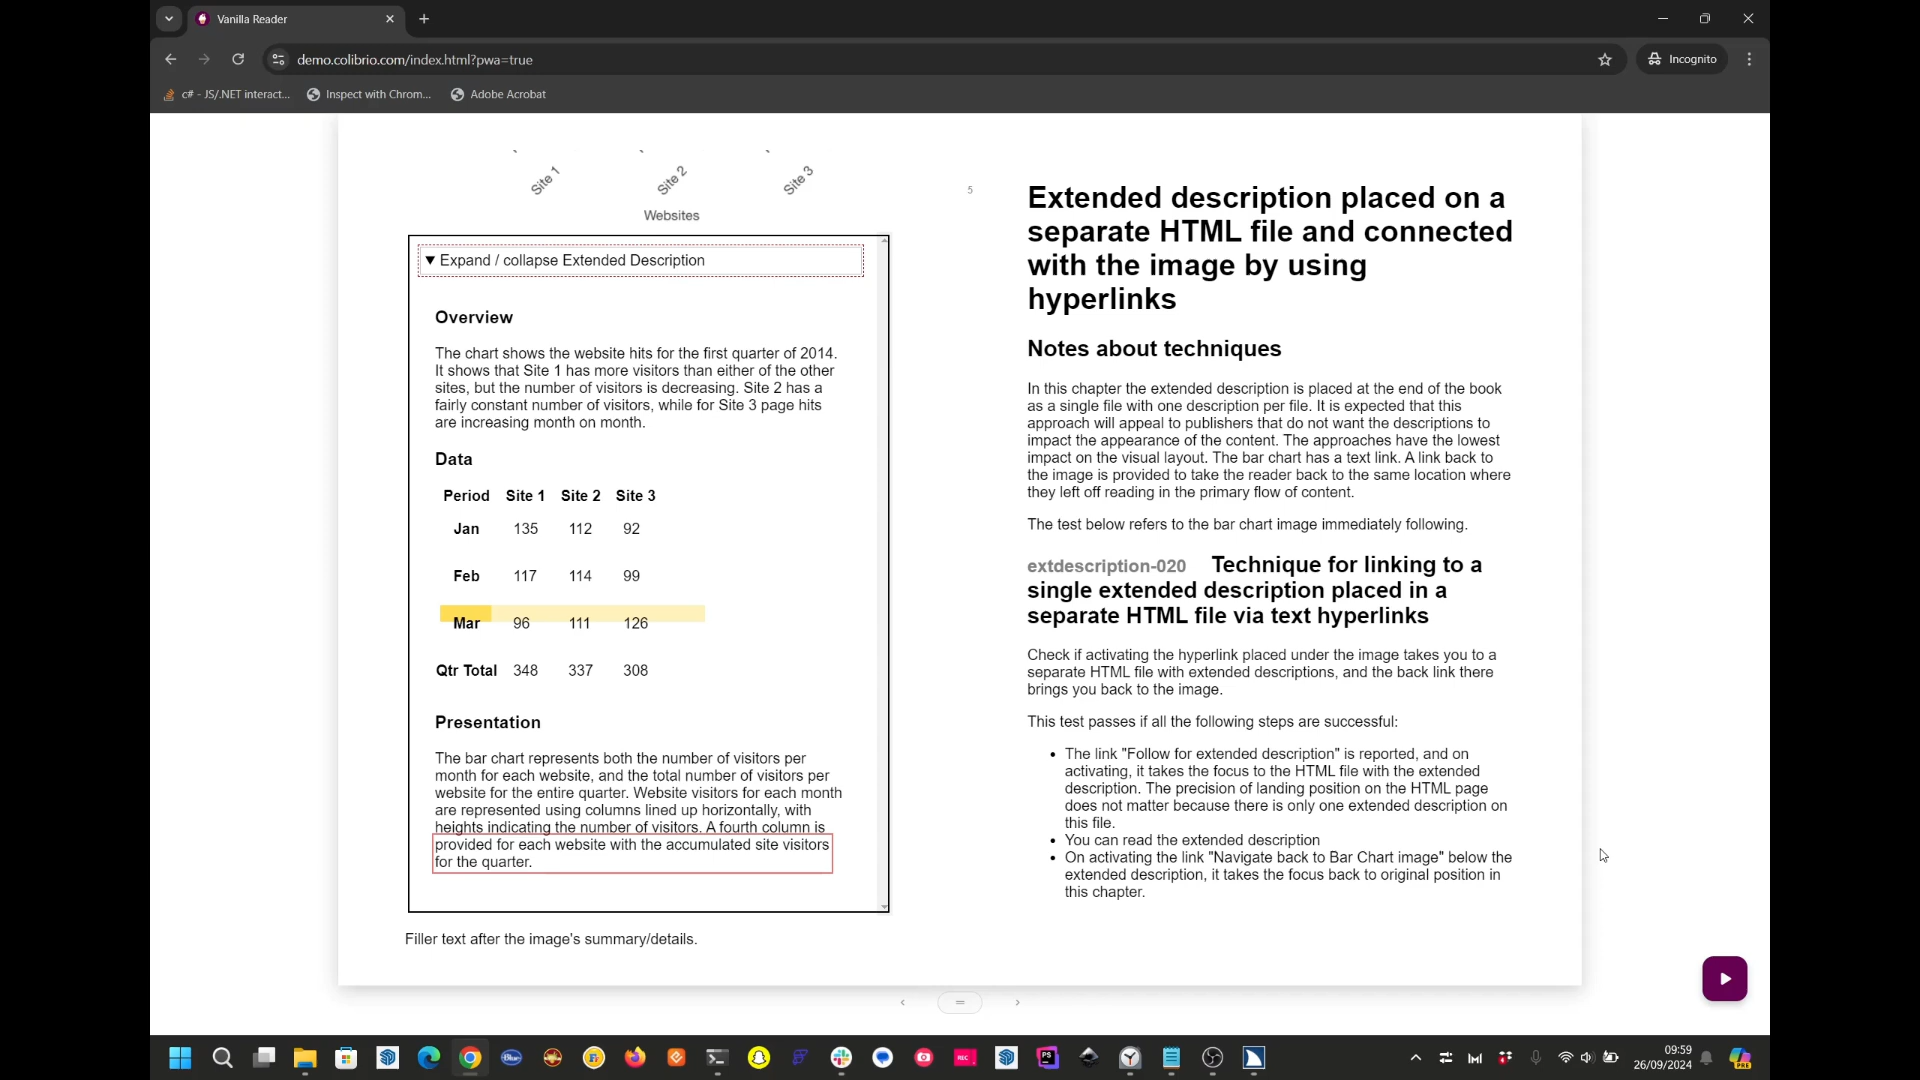 Vanilla Reader
demo.colibrio.com/index.html?pwa=true
Incognito
c# - JS/.NET interact...
Inspect with Chrom...
Adobe Acrobat
Site 1
Site 2
Site 3
Websites
▼ Expand / collapse Extended Description
Overview
The chart shows the website hits for the first quarter of 2014.
It shows that Site 1 has more visitors than either of the other
sites, but the number of visitors is decreasing. Site 2 has a
fairly constant number of visitors, while for Site 3 page hits
are increasing month on month.
Data
Period Site 1 Site 2 Site 3
Jan 135 112 92
Feb 117 114 99
Mar 96 111 126
Qtr Total 348 337 308
Presentation
The bar chart represents both the number of visitors per
month for each website, and the total number of visitors per
website for the entire quarter. Website visitors for each month
are represented using columns lined up horizontally, with
heights indicating the number of visitors. A fourth column is
provided for each website with the accumulated site visitors
for the quarter.
Filler text after the image's summary/details.
5
Extended description placed on a
separate HTML file and connected
with the image by using
hyperlinks
Notes about techniques
In this chapter the extended description is placed at the end of the book
as a single file with one description per file. It is expected that this
approach will appeal to publishers that do not want the descriptions to
impact the appearance of the content. The approaches have the lowest
impact on the visual layout. The bar chart has a text link. A link back to
the image is provided to take the reader back to the same location where
they left off reading in the primary flow of content.
The test below refers to the bar chart image immediately following.
extdescription-020 Technique for linking to a
single extended description placed in a
separate HTML file via text hyperlinks
Check if activating the hyperlink placed under the image takes you to a
separate HTML file with extended descriptions, and the back link there
brings you back to the image.
This test passes if all the following steps are successful:
• The link "Follow for extended description" is reported, and on
activating, it takes the focus to the HTML file with the extended
description. The precision of landing position on the HTML page
does not matter because there is only one extended description on
this file.
• You can read the extended description
• On activating the link "Navigate back to Bar Chart image" below the
extended description, it takes the focus back to original position in
this chapter.
REC
PS
09:59
26/09/2024
PRE